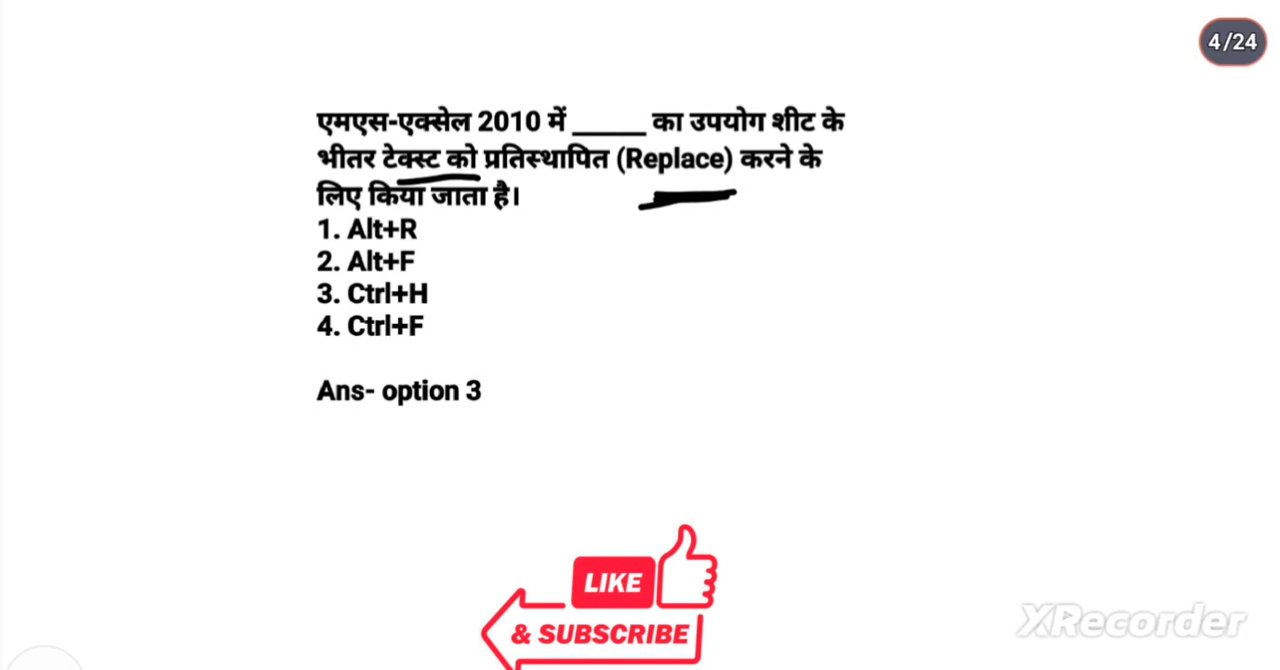 4/24
एमएस-एक्सेल 2010 में _____ का उपयोग शीट के
भीतर टेक्स्ट को प्रतिस्थापित (Replace) करने के
लिए किया जाता है।
1. Alt+R
2. Alt+F
3. Ctrl+H
4. Ctrl+F
Ans- option 3
LIKE
& SUBSCRIBE
XRecorder